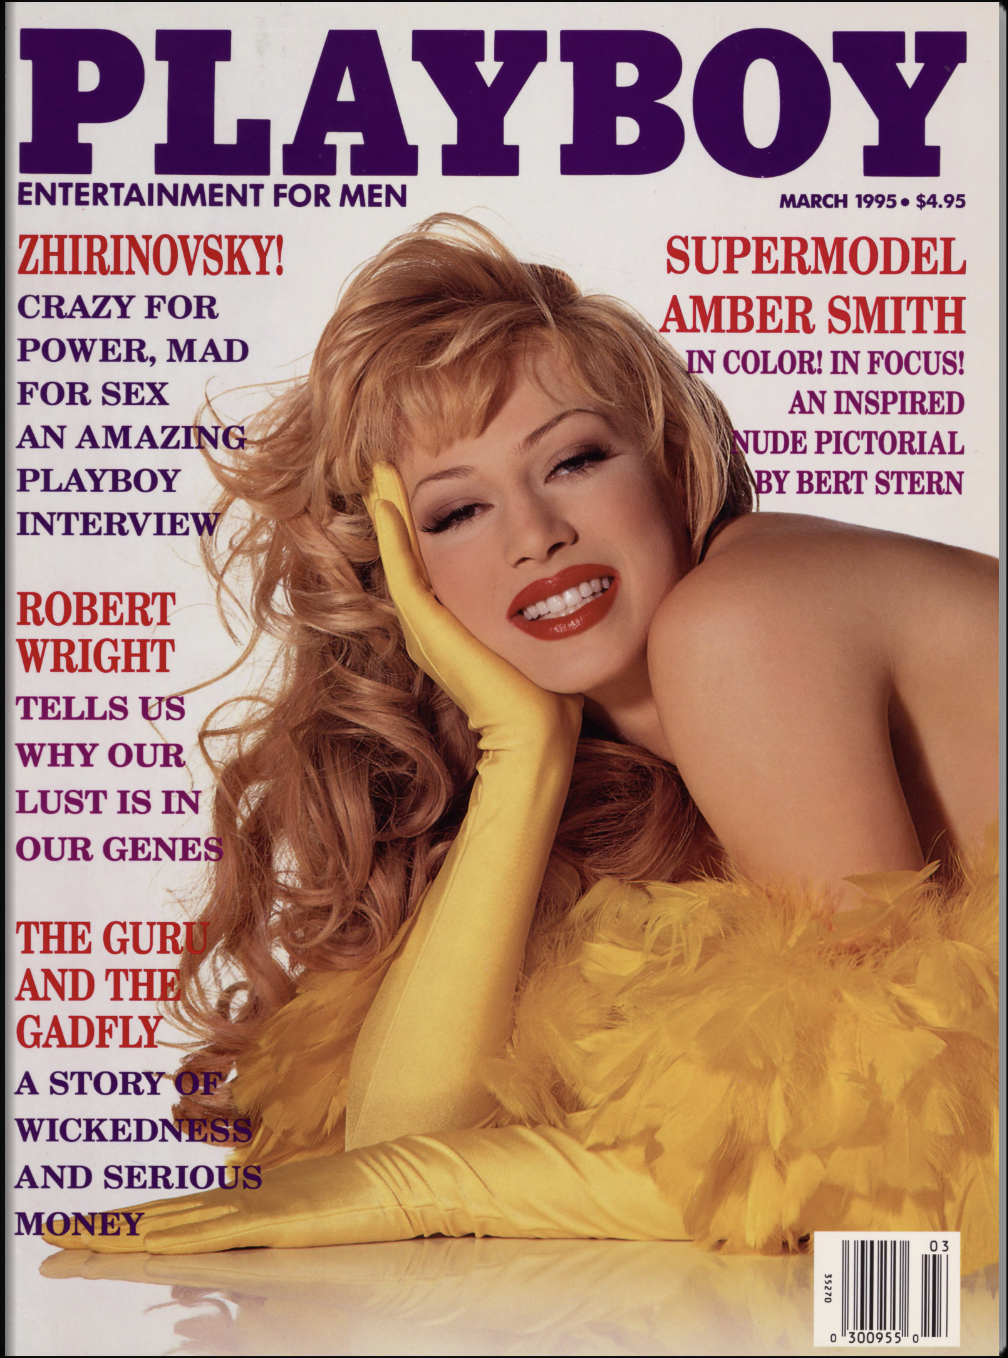 PLAYBOY
ENTERTAINMENT FOR MEN
MARCH 1995 • $4.95
ZHIRINOVSKY!
CRAZY FOR
POWER, MAD
FOR SEX
AN AMAZING
PLAYBOY
INTERVIEW
ROBERT
WRIGHT
TELLS US
WHY OUR
LUST IS IN
OUR GENES
THE GURU
AND THE
GADFLY
A STORY OF
WICKEDNESS
AND SERIOUS
MONEY
SUPERMODEL
AMBER SMITH
IN COLOR! IN FOCUS!
AN INSPIRED
NUDE PICTORIAL
BY BERT STERN
03
35270
0 300955 0